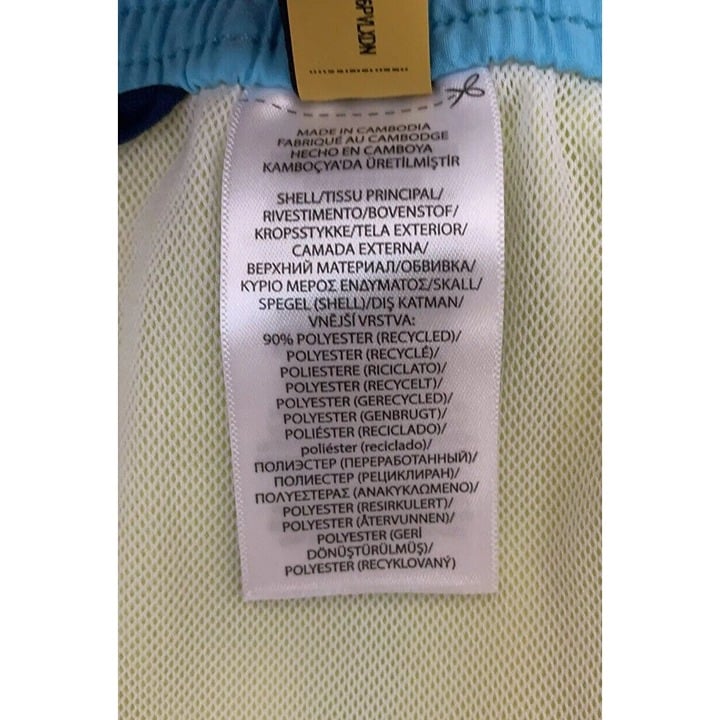 6PVLXDN
MADE IN CAMBODIA
FABRIQUÉ AU CAMBODGE
HECHO EN CAMBOYA
KAMBOÇYA'DA ÜRETİLMİŞTİR
SHELL/TISSU PRINCIPAL/
RIVESTIMENTO/BOVENSTOF/
KROPSSTYKKE/TELA EXTERIOR/
CAMADA EXTERNA/
ВЕРХНИЙ МАТЕРИАЛ/ОБВИВКА/
ΚΥΡΙΟ ΜΕΡΟΣ ΕΝΔΥΜΑΤΟΣ/SKALL/
SPEGEL (SHELL)/DIŞ KATMAN/
VNĚJŠÍ VRSTVA:
90% POLYESTER (RECYCLED)/
POLYESTER (RECYCLÉ)/
POLIESTERE (RICICLATO)/
POLYESTER (RECYCELT)/
POLYESTER (GERECYCLED)/
POLYESTER (GENBRUGT)/
POLIÉSTER (RECICLADO)/
poliéster (reciclado)/
ПОЛИЭСТЕР (ПЕРЕРАБОТАННЫЙ)/
ПОЛИЕСТЕР (РЕЦИКЛИРАН)/
ΠΟΛΥΕΣΤΕΡΑΣ (ΑΝΑΚΥΚΛΩΜΕΝΟ)/
POLYESTER (RESIRKULERT)/
POLYESTER (ÅTERVUNNEN)/
POLYESTER (GERİ
DÖNÜŞTÜRÜLMÜŞ)/
POLYESTER (RECYKLOVANÝ)